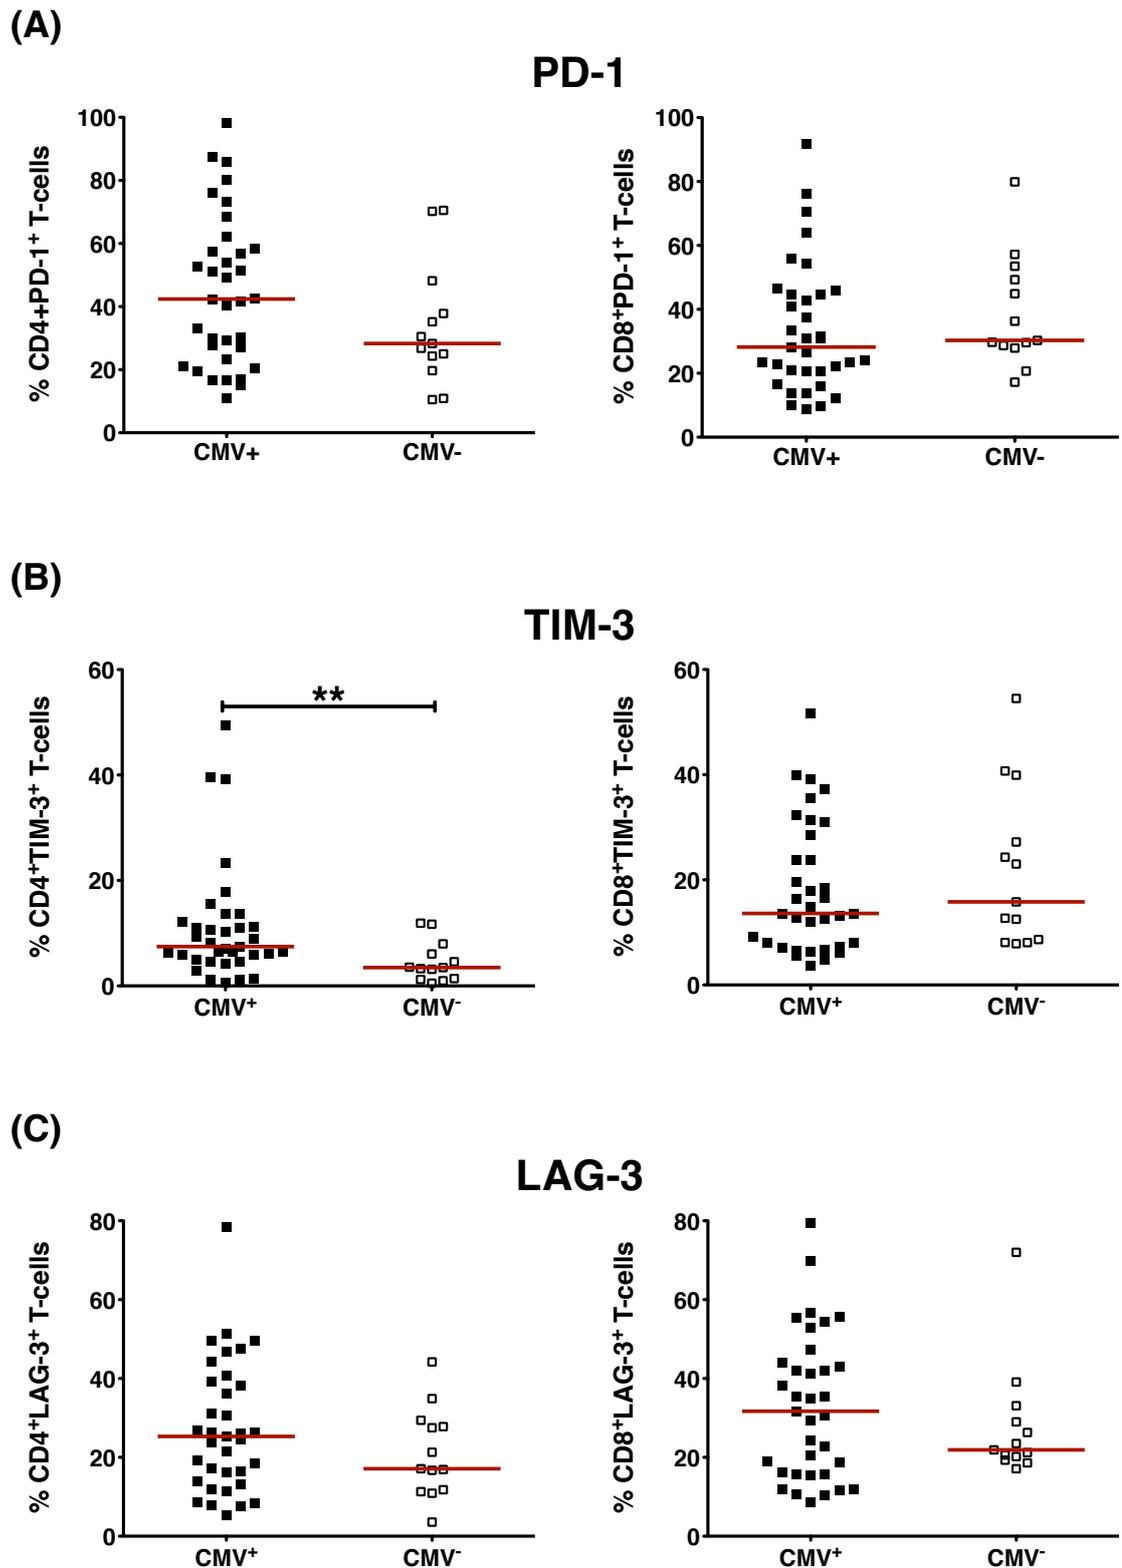 (A)
PD-1
% CD4+PD-1⁺ T-cells
100
80
60
40
20
0
CMV+
CMV-
% CD8⁺PD-1⁺ T-cells
100
80
60
40
20
0
CMV+
CMV-
(B)
TIM-3
% CD4⁺TIM-3⁺ T-cells
60
40
20
0
**
CMV⁺
CMV⁻
% CD8⁺TIM-3⁺ T-cells
60
40
20
0
CMV⁺
CMV⁻
(C)
LAG-3
% CD4⁺LAG-3⁺ T-cells
80
60
40
20
0
CMV⁺
CMV⁻
% CD8⁺LAG-3⁺ T-cells
80
60
40
20
0
CMV⁺
CMV⁻